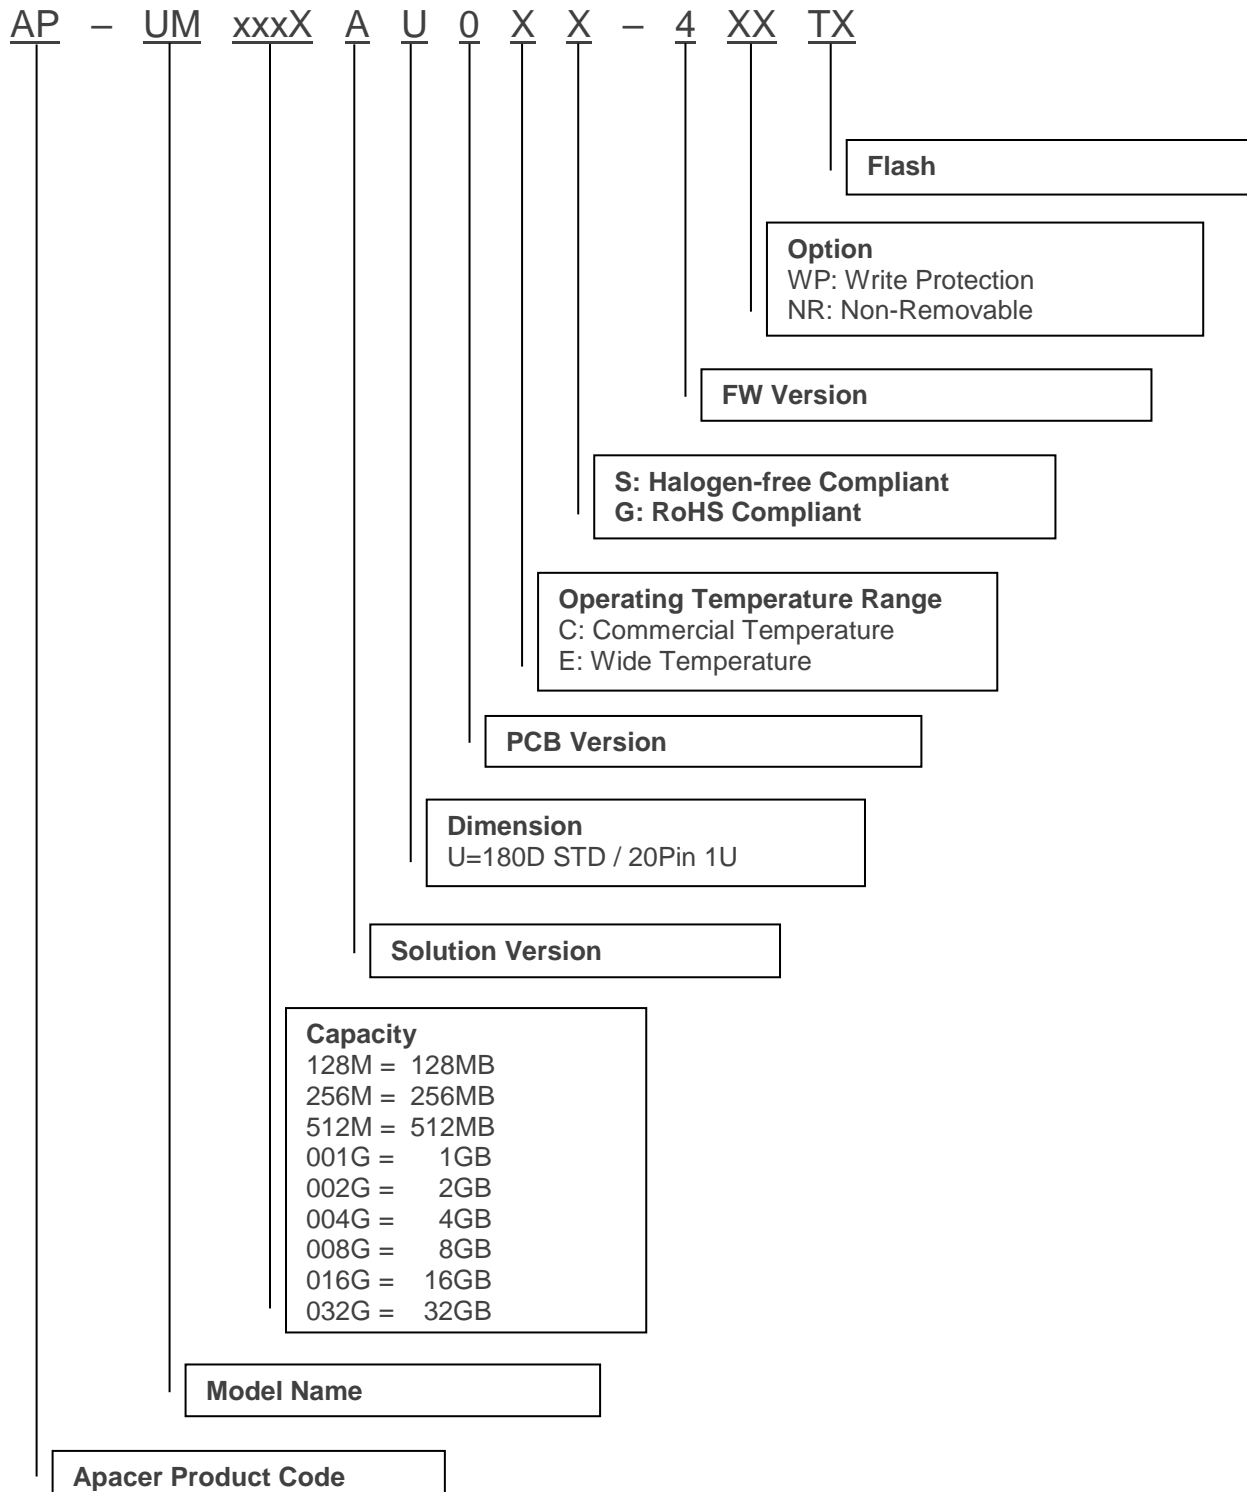 AP – UM xxxX A U 0 X X – 4 XX TX
Flash
Option
WP: Write Protection
NR: Non-Removable
FW Version
S: Halogen-free Compliant
G: RoHS Compliant
Operating Temperature Range
C: Commercial Temperature
E: Wide Temperature
PCB Version
Dimension
U=180D STD / 20Pin 1U
Solution Version
Capacity
128M = 128MB
256M = 256MB
512M = 512MB
001G = 1GB
002G = 2GB
004G = 4GB
008G = 8GB
016G = 16GB
032G = 32GB
Model Name
Apacer Product Code